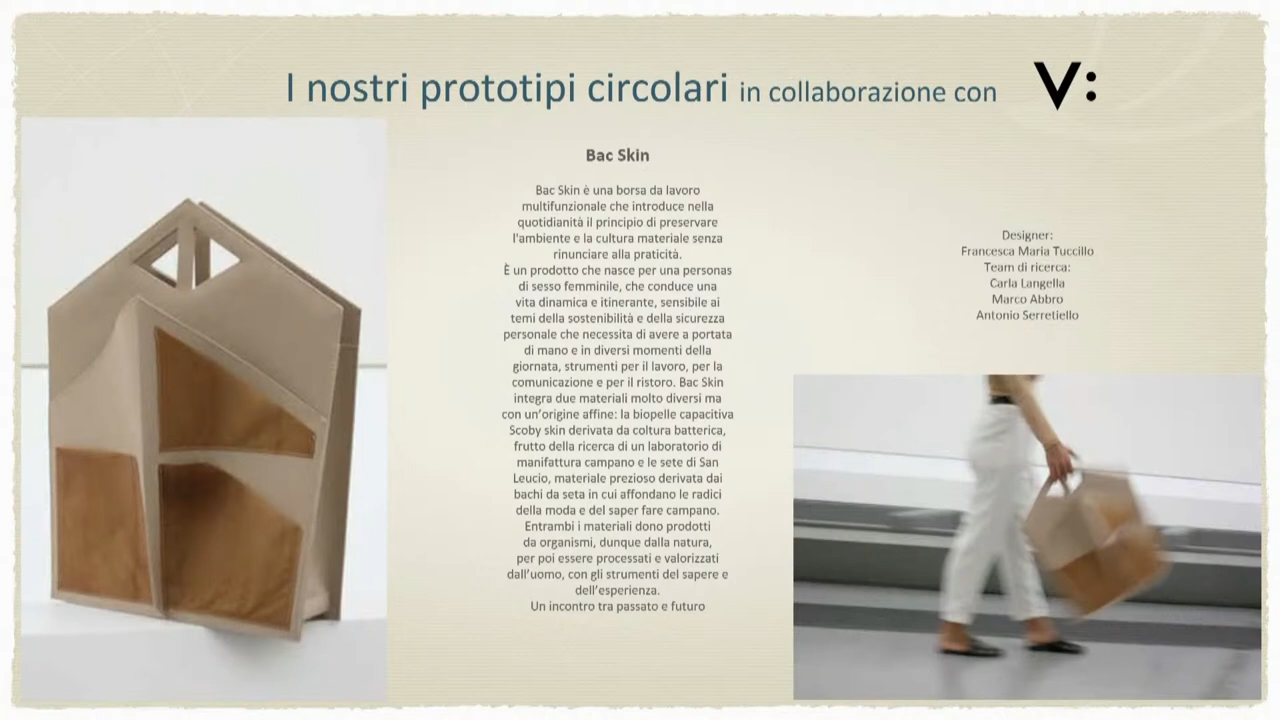 I nostri prototipi circolari in collaborazione con V:
Bac Skin
Bac Skin è una borsa da lavoro
multifunzionale che introduce nella
quotidianità il principio di preservare
l'ambiente e la cultura materiale senza
rinunciare alla praticità.
È un prodotto che nasce per una personas
di sesso femminile, che conduce una
vita dinamica e itinerante, sensibile ai
temi della sostenibilità e della sicurezza
personale che necessita di avere a portata
di mano e in diversi momenti della
giornata, strumenti per il lavoro, per la
comunicazione e per il ristoro. Bac Skin
integra due materiali molto diversi ma
con un’origine affine: la biopelle capacitiva
Scoby skin derivata da coltura batterica,
frutto della ricerca di un laboratorio di
manifattura campano e le sete di San
Leucio, materiale prezioso derivata dai
bachi da seta in cui affondano le radici
della moda e del saper fare campano.
Entrambi i materiali dono prodotti
da organismi, dunque dalla natura,
per poi essere processati e valorizzati
dall’uomo, con gli strumenti del sapere e
dell’esperienza.
Un incontro tra passato e futuro
Designer:
Francesca Maria Tuccillo
Team di ricerca:
Carla Langella
Marco Abbro
Antonio Serretiello